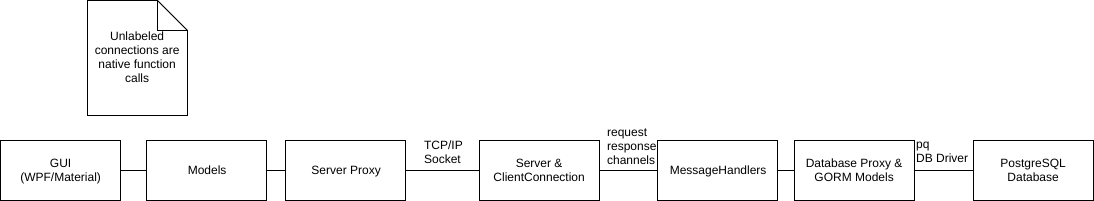 Unlabeled
connections are
native function
calls
GUI
(WPF/Material)
Models
Server Proxy
TCP/IP
Socket
Server &
ClientConnection
request
response
channels
MessageHandlers
Database Proxy &
GORM Models
pq
DB Driver
PostgreSQL
Database